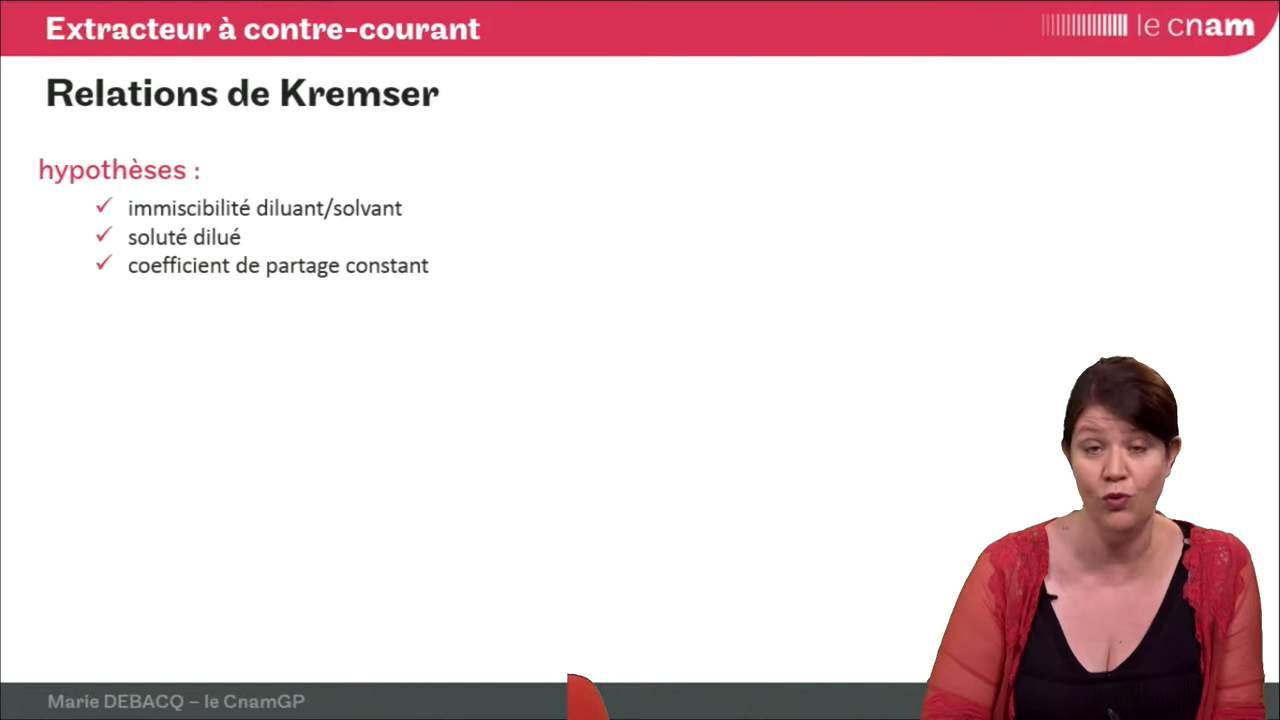 Extracteur à contre-courant
le cnam
Relations de Kremser
hypothèses :
immiscibilité diluant/solvant
soluté dilué
coefficient de partage constant
Marie DEBACQ – le CnamGP